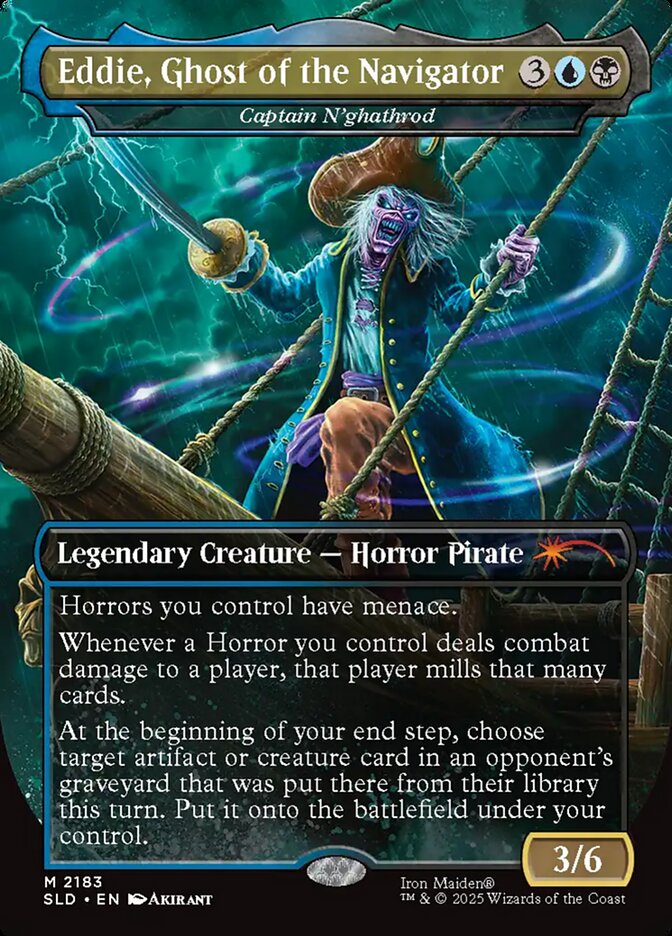 Eddie, Ghost of the Navigator 3
Captain N'ghathrod
Legendary Creature — Horror Pirate
Horrors you control have menace.
Whenever a Horror you control deals combat
damage to a player, that player mills that many
cards.
At the beginning of your end step, choose
target artifact or creature card in an opponent's
graveyard that was put there from their library
this turn. Put it onto the battlefield under your
control.
3/6
M 2183
SLD • EN AKIRANT
Iron Maiden®
™ & © 2025 Wizards of the Coast